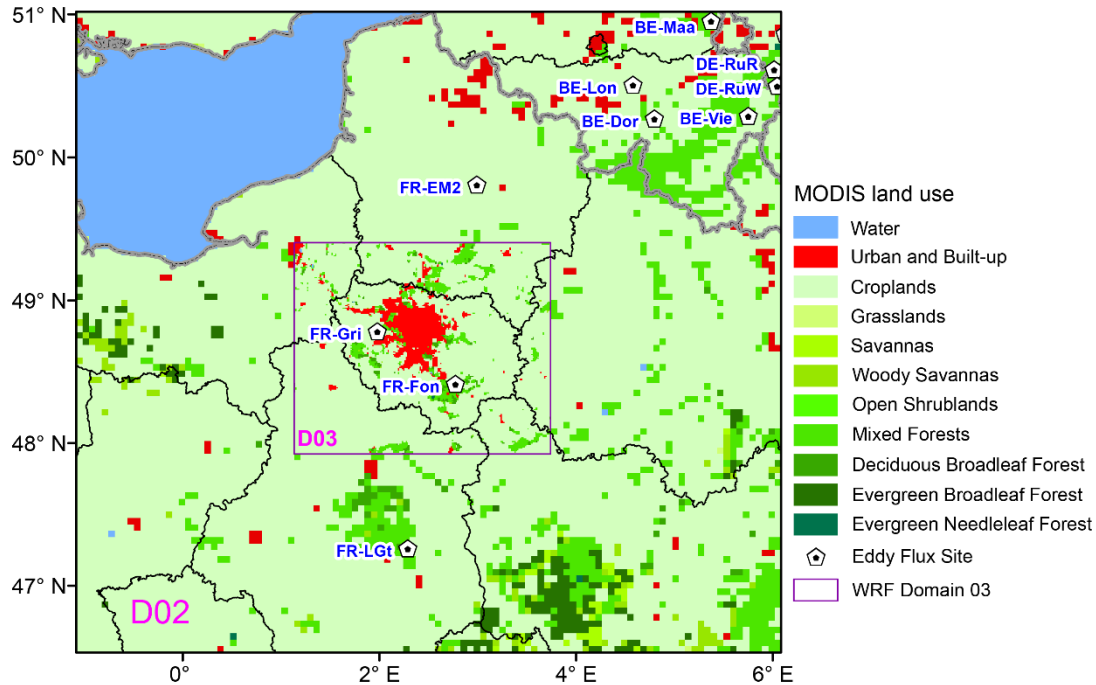 51° N
50° N
49° N
48° N
47° N
0°
2° E
4° E
6° E
BE-Maa
DE-RuR
BE-Lon
DE-RuW
BE-Dor
BE-Vie
FR-EM2
FR-Gri
FR-Fon
D03
FR-LGt
D02
MODIS land use
Water
Urban and Built-up
Croplands
Grasslands
Savannas
Woody Savannas
Open Shrublands
Mixed Forests
Deciduous Broadleaf Forest
Evergreen Broadleaf Forest
Evergreen Needleleaf Forest
Eddy Flux Site
WRF Domain 03